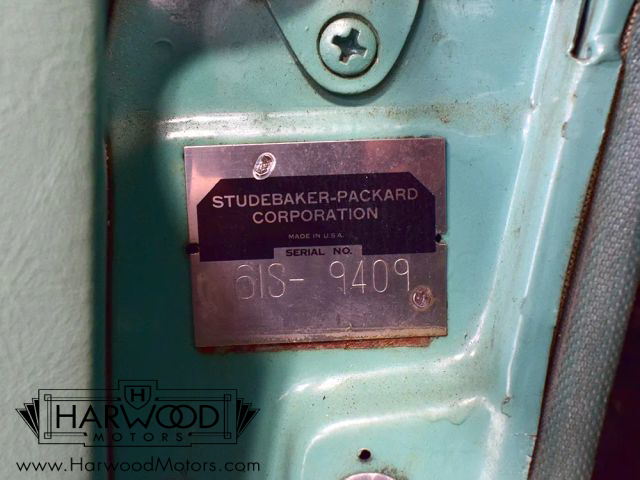 STUDEBAKER-PACKARD
CORPORATION
MADE IN U.S.A.
SERIAL NO.
61S- 9409
H
HARWOOD
MOTORS
www.HarwoodMotors.com